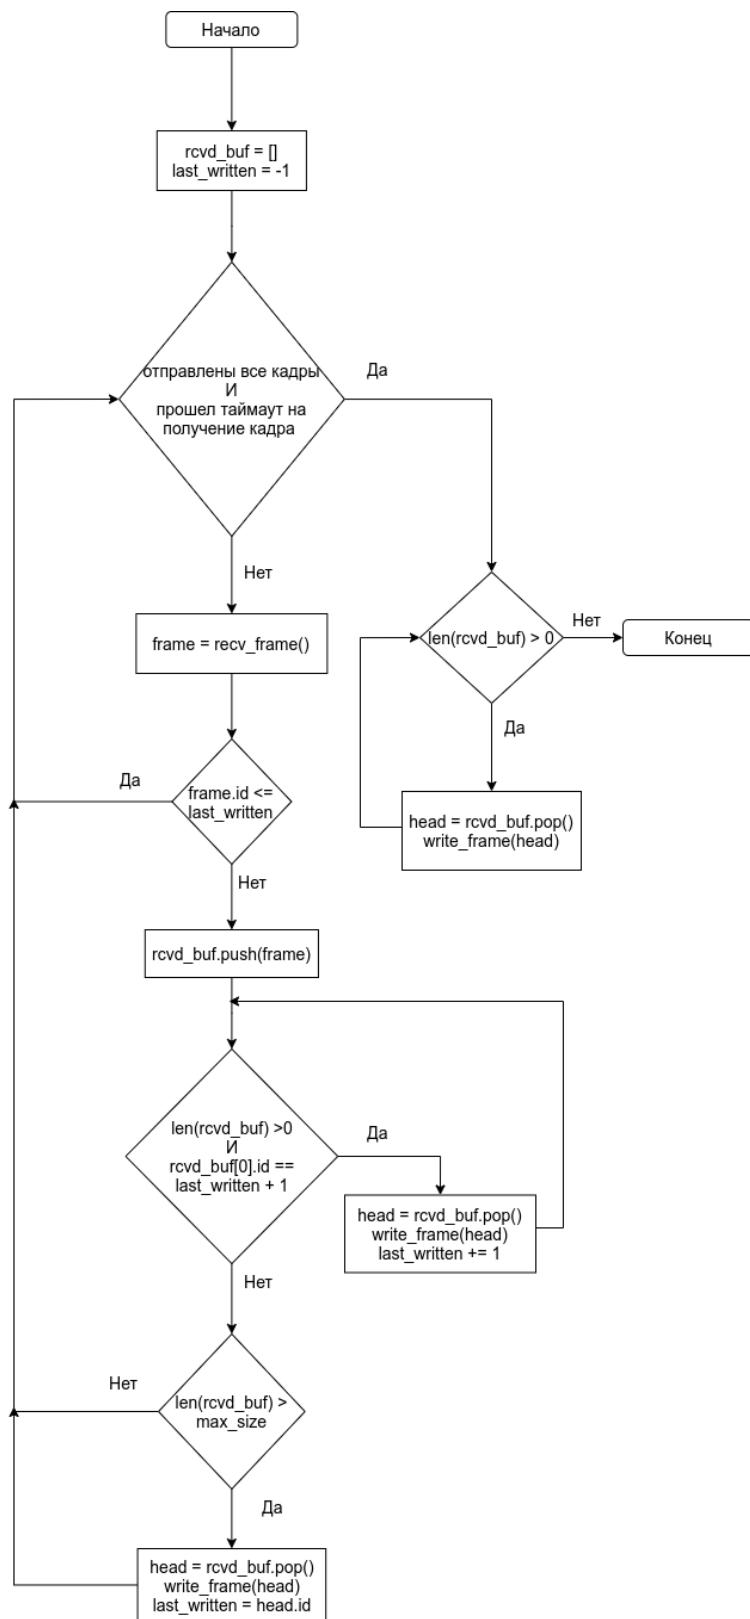 Начало
rcvd_buf = []
last_written = -1
отправлены все кадры
И
прошел таймаут на
получение кадра
Да
Нет
frame = recv_frame()
len(rcvd_buf) > 0
Нет
Конец
Да
head = rcvd_buf.pop()
write_frame(head)
frame.id <=
last_written
Да
Нет
rcvd_buf.push(frame)
len(rcvd_buf) >0
И
rcvd_buf[0].id ==
last_written + 1
Да
head = rcvd_buf.pop()
write_frame(head)
last_written += 1
Нет
len(rcvd_buf) >
max_size
Нет
Да
head = rcvd_buf.pop()
write_frame(head)
last_written = head.id